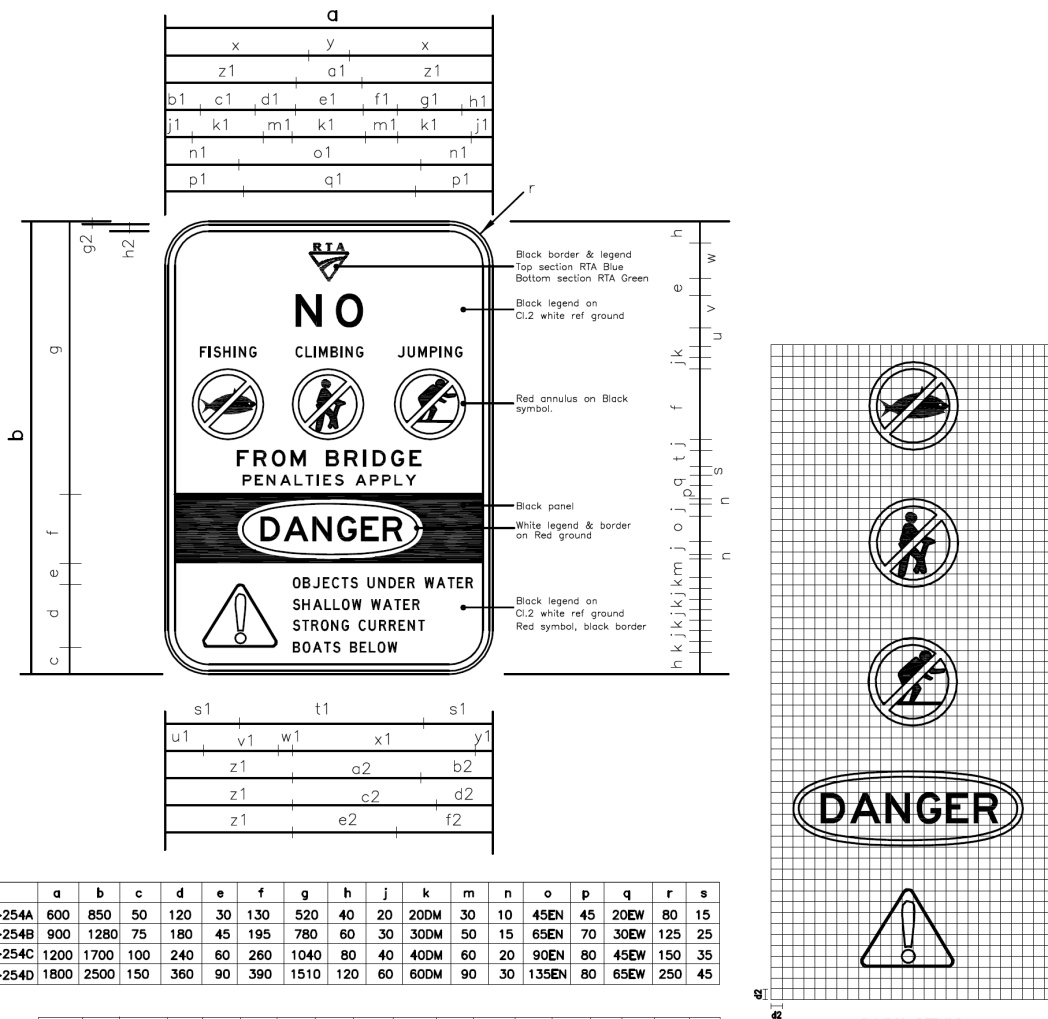 a
x y x
z1 a1 z1
b1 c1 d1 e1 f1 g1 h1
j1 k1 m1 k1 m1 k1 j1
n1 o1 n1
p1 q1 p1
r
g2
h2
g
b
f
e
d
c
RTA
NO
FISHING CLIMBING JUMPING
FROM BRIDGE
PENALTIES APPLY
DANGER
OBJECTS UNDER WATER
SHALLOW WATER
STRONG CURRENT
BOATS BELOW
Black border & legend
Top section RTA Blue
Bottom section RTA Green
Black legend on
Cl.2 white ref ground
Red annulus on Black
symbol.
Black panel
White legend & border
on Red ground
Black legend on
Cl.2 white ref ground
Red symbol, black border
h
w
e
v
u
jk
f
j
t
s
q
p
n
j
o
j
n
h k j k j k j k m
s1 t1 s1
u1 v1 w1 x1 y1
z1 a2 b2
z1 c2 d2
z1 e2 f2
DANGER
d2
d2
a b c d e f g h j k m n o p q r s
-254A 600 850 50 120 30 130 520 40 20 20DM 30 10 45EN 45 20EW 80 15
-254B 900 1280 75 180 45 195 780 60 30 30DM 50 15 65EN 70 30EW 125 25
-254C 1200 1700 100 240 60 260 1040 80 40 40DM 60 20 90EN 80 45EW 150 35
-254D 1800 2500 150 360 90 390 1510 120 60 60DM 90 30 135EN 80 65EW 250 45